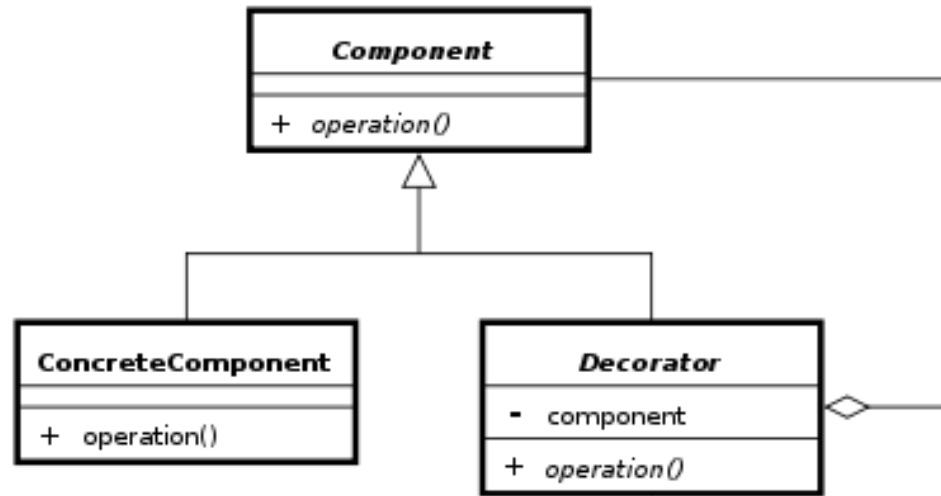 Component
+ operation()
ConcreteComponent
+ operation()
Decorator
- component
+ operation()